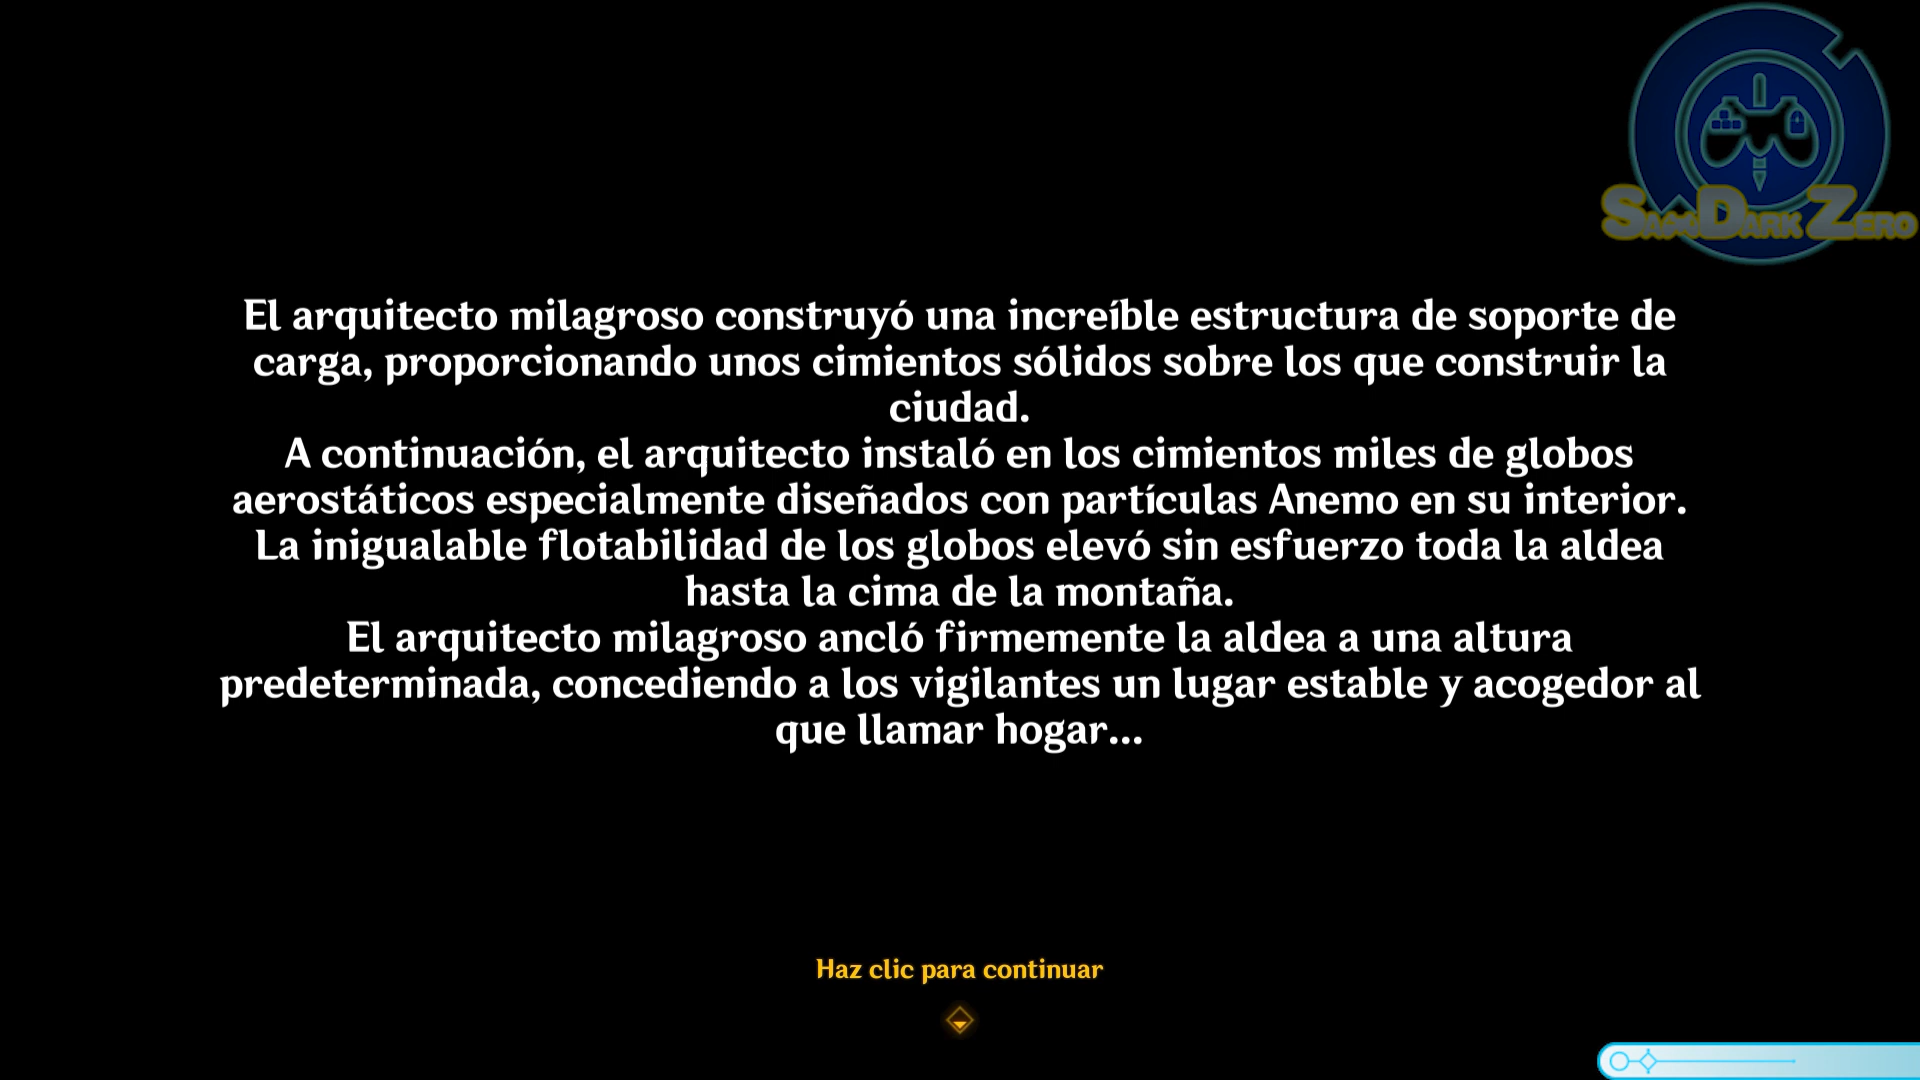 SamDark Zero
El arquitecto milagroso construyó una increíble estructura de soporte de
carga, proporcionando unos cimientos sólidos sobre los que construir la
ciudad.
A continuación, el arquitecto instaló en los cimientos miles de globos
aerostáticos especialmente diseñados con partículas Anemo en su interior.
La inigualable flotabilidad de los globos elevó sin esfuerzo toda la aldea
hasta la cima de la montaña.
El arquitecto milagroso ancló firmemente la aldea a una altura
predeterminada, concediendo a los vigilantes un lugar estable y acogedor al
que llamar hogar...
Haz clic para continuar